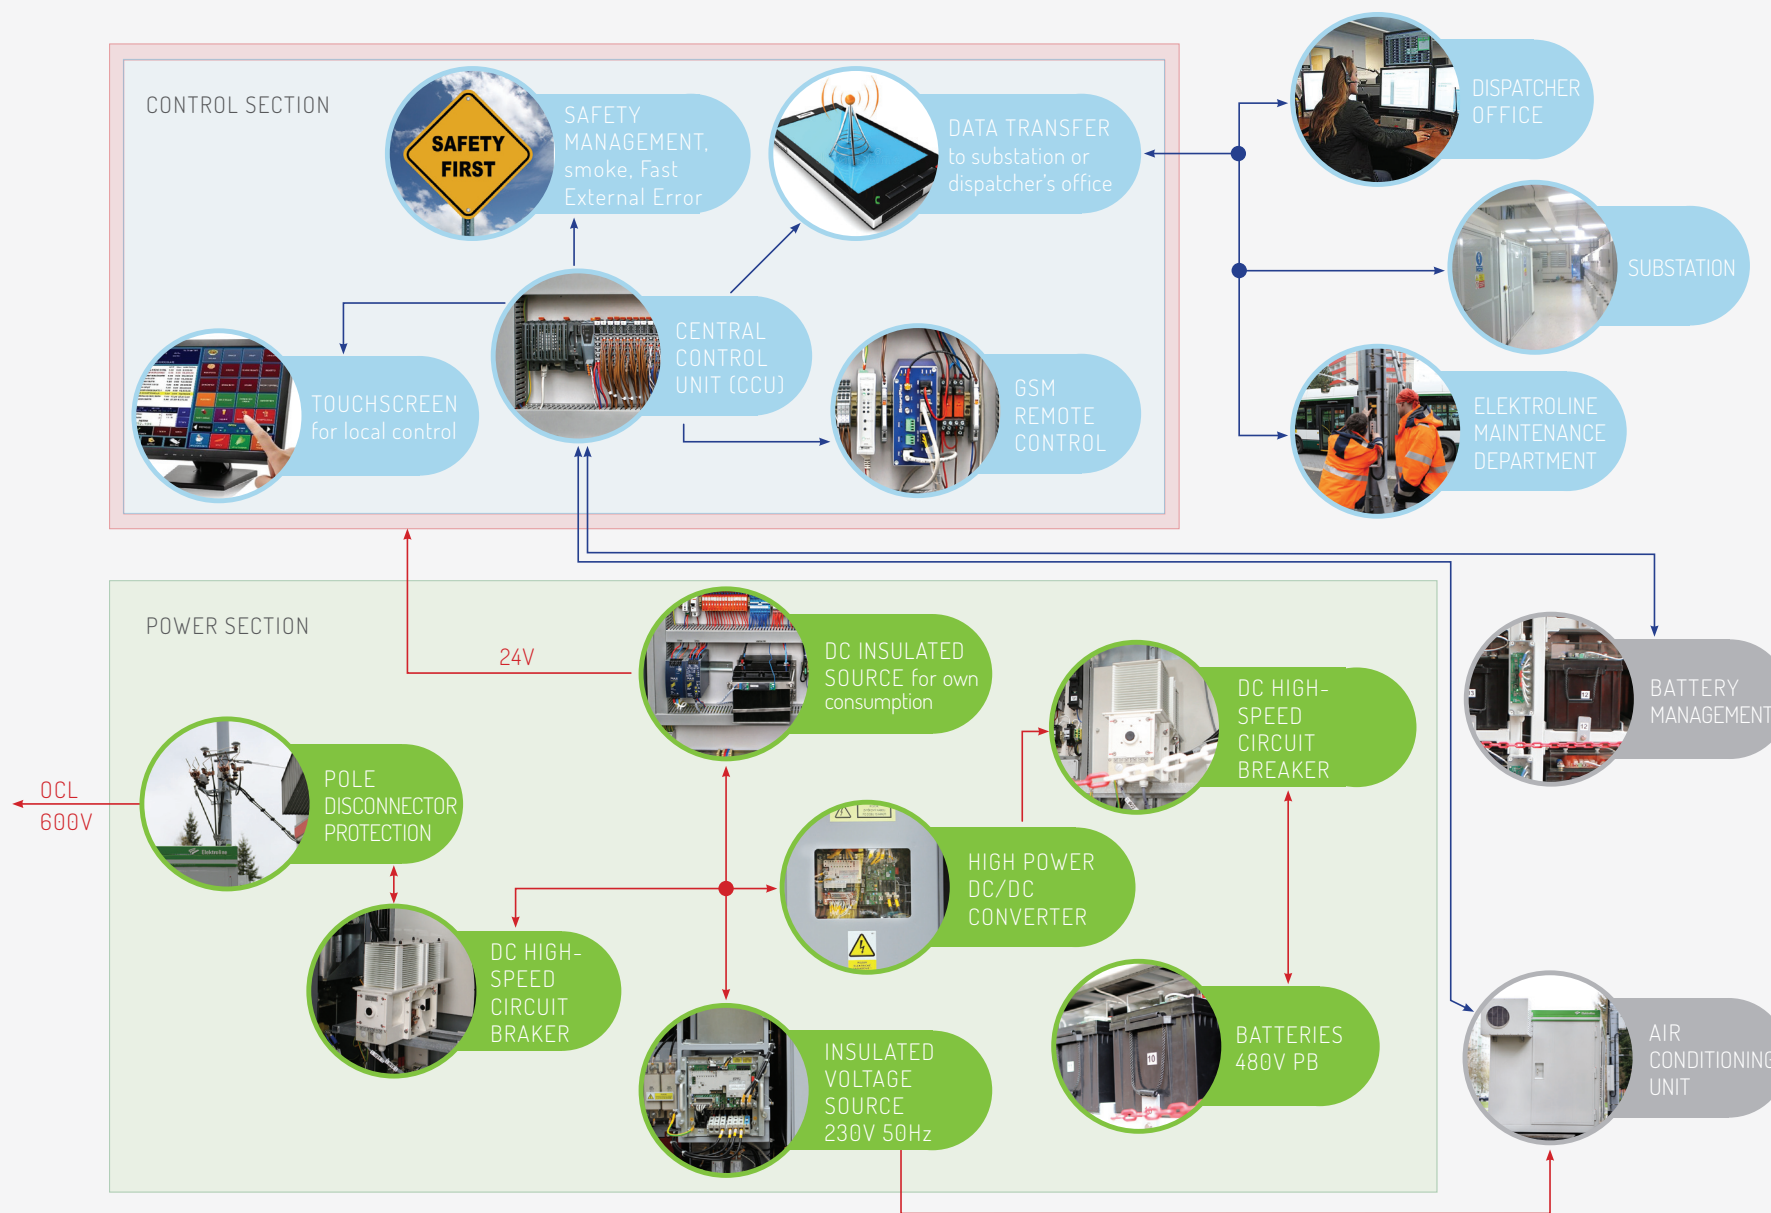 CONTROL SECTION
SAFETY
FIRST
SAFETY
MANAGEMENT,
smoke, Fast
External Error
DATA TRANSFER
to substation or
dispatcher's office
DISPATCHER
OFFICE
SUBSTATION
ELEKTROLINE
MAINTENANCE
DEPARTMENT
TOUCHSCREEN
for local control
CENTRAL
CONTROL
UNIT (CCU)
GSM
REMOTE
CONTROL
POWER SECTION
24V
DC INSULATED
SOURCE for own
consumption
DC HIGH-
SPEED
CIRCUIT
BREAKER
BATTERY
MANAGEMENT
12
12
OCL
600V
POLE
DISCONNECTOR
PROTECTION
Elektroline
HIGH POWER
DC/DC
CONVERTER
DC HIGH-
SPEED
CIRCUIT
BRAKER
INSULATED
VOLTAGE
SOURCE
230V 50Hz
10
BATTERIES
480V PB
AIR
CONDITIONING
UNIT